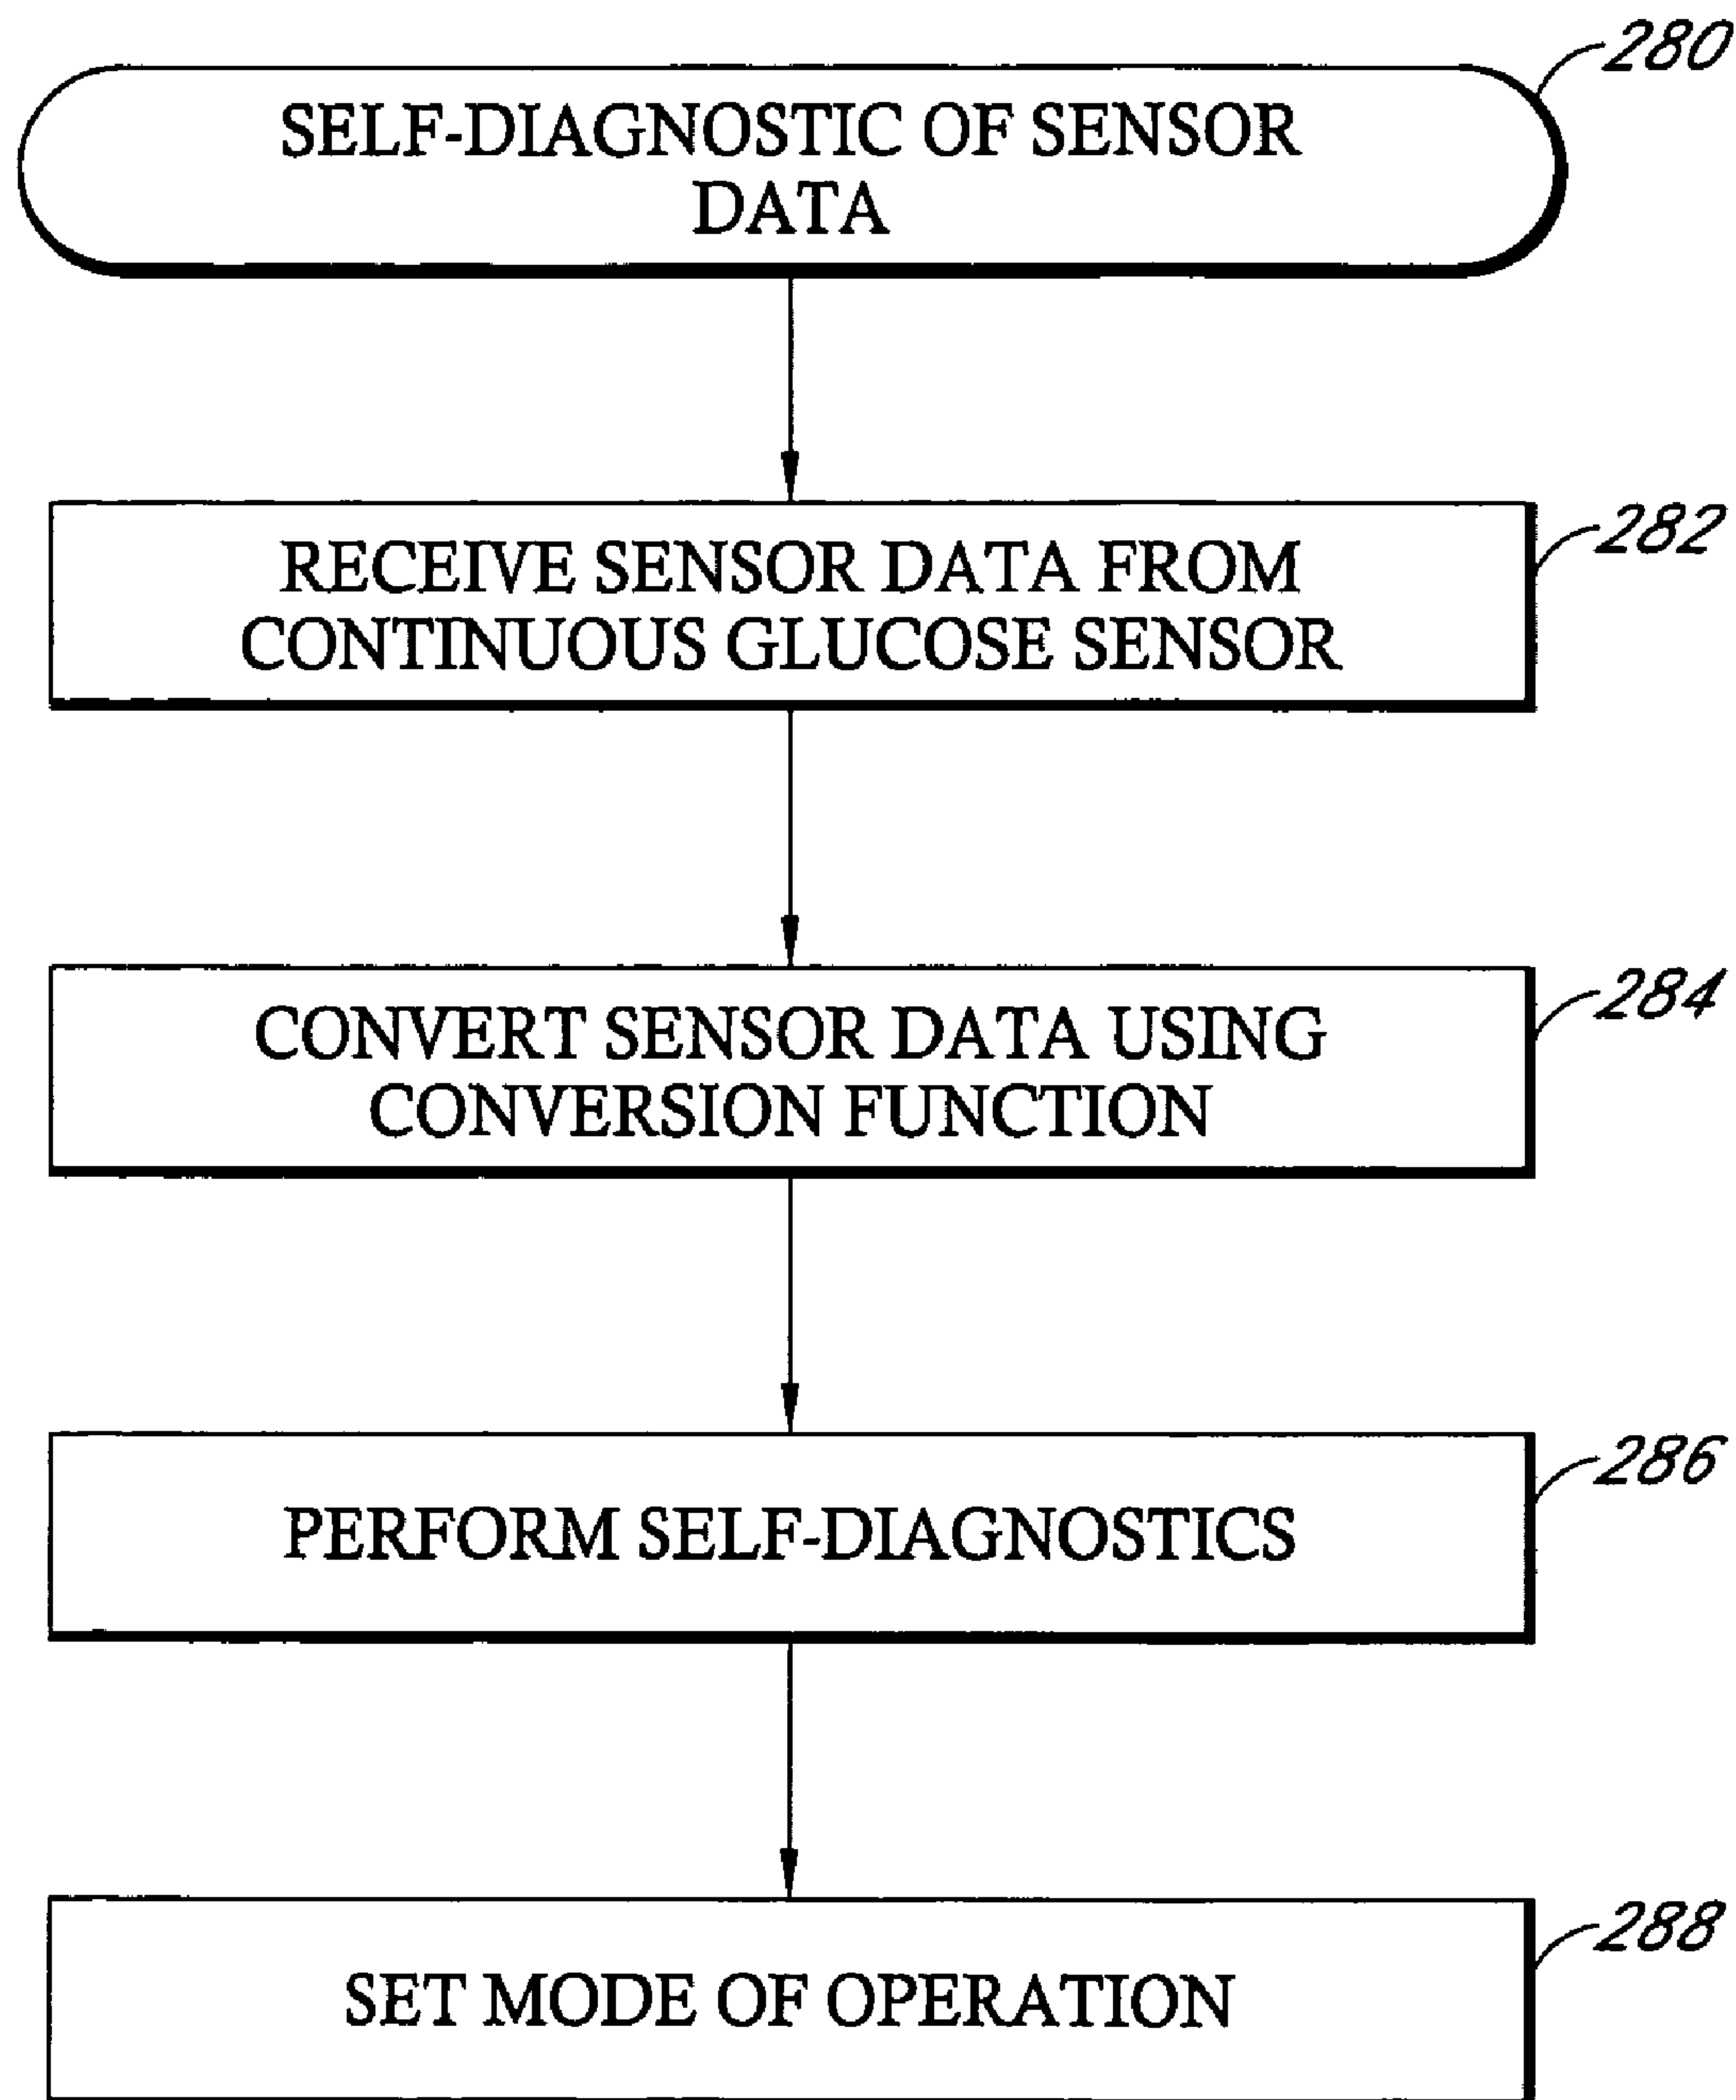 280
SELF-DIAGNOSTIC OF SENSOR
DATA
282
RECEIVE SENSOR DATA FROM
CONTINUOUS GLUCOSE SENSOR
284
CONVERT SENSOR DATA USING
CONVERSION FUNCTION
286
PERFORM SELF-DIAGNOSTICS
288
SET MODE OF OPERATION